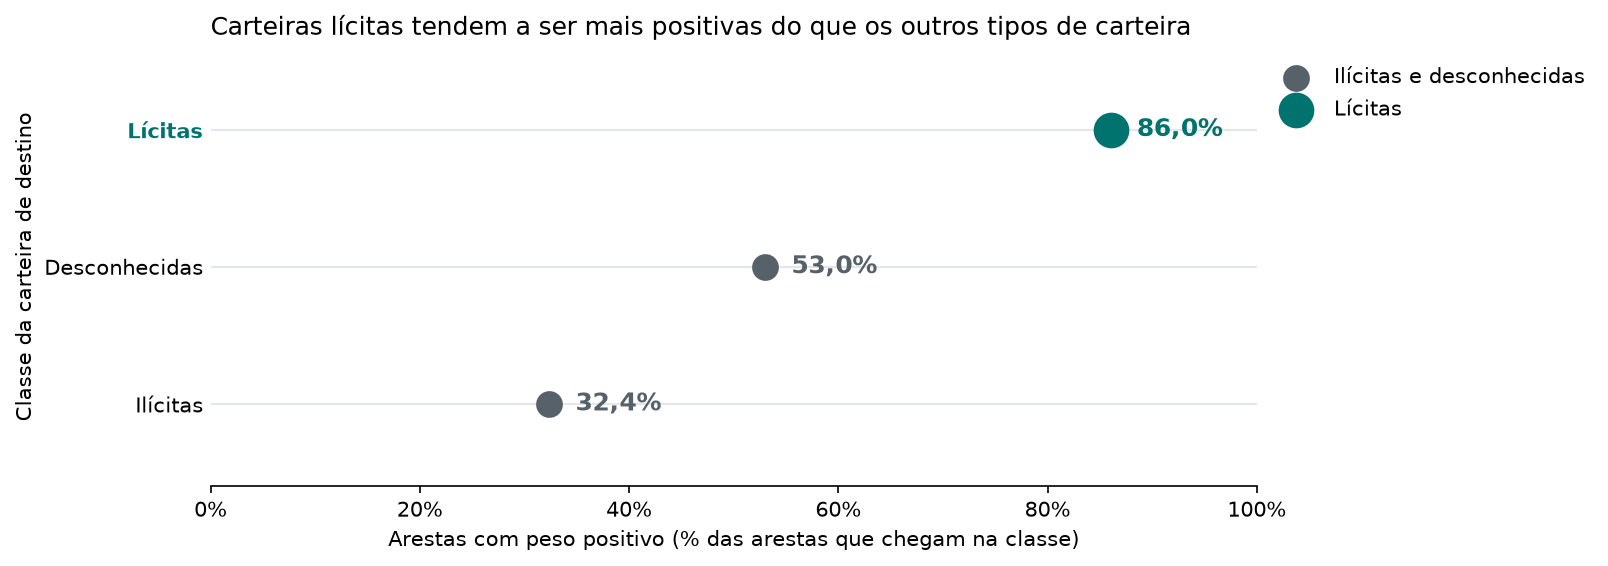 Carteiras lícitas tendem a ser mais positivas do que os outros tipos de carteira
Ilícitas e desconhecidas
Lícitas
Classe da carteira de destino
Lícitas
86,0%
Desconhecidas
53,0%
Ilícitas
32,4%
0%
20%
40%
60%
80%
100%
Arestas com peso positivo (% das arestas que chegam na classe)